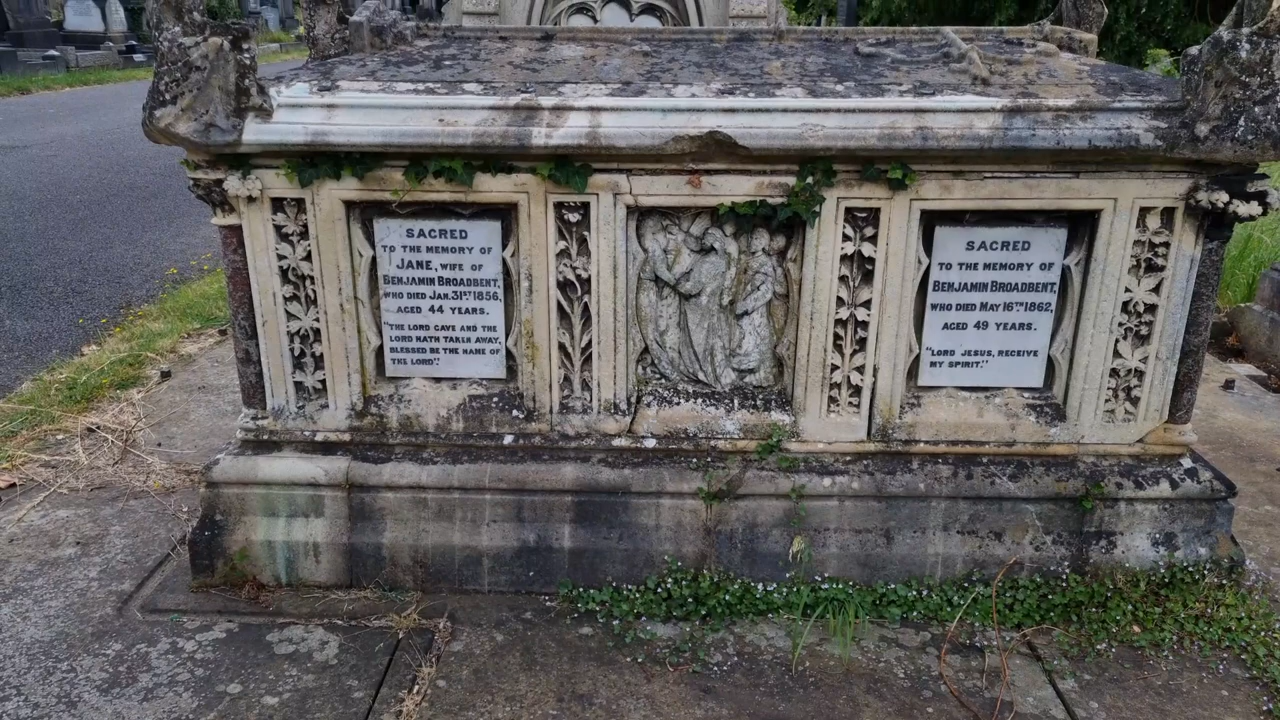 SACRED
TO THE MEMORY OF
JANE, WIFE OF
BENJAMIN BROADBENT,
WHO DIED JAN. 31ST 1856,
AGED 44 YEARS.
"THE LORD GAVE AND THE
LORD HATH TAKEN AWAY,
BLESSED BE THE NAME OF
THE LORD".
SACRED
TO THE MEMORY OF
BENJAMIN BROADBENT,
WHO DIED MAY 16TH 1862,
AGED 49 YEARS.
"LORD JESUS, RECEIVE
MY SPIRIT."